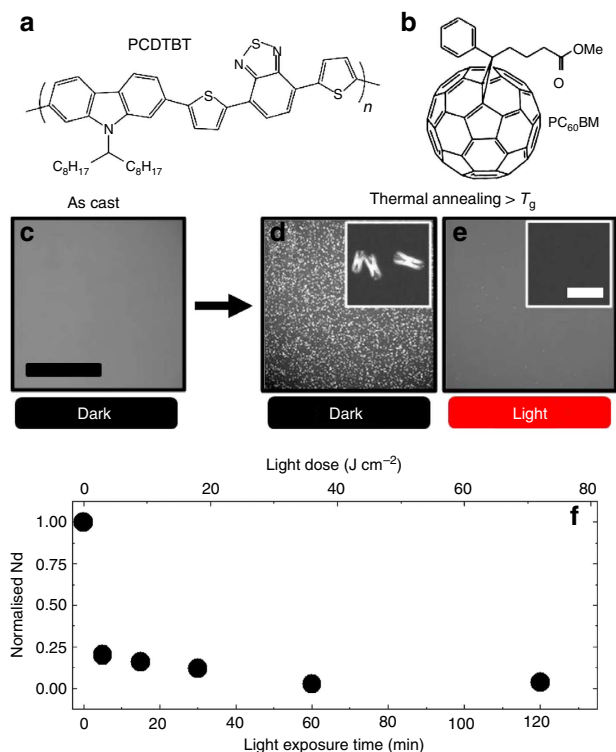 a
PCDTBT
S
N
N
S
S
N
n
C8H17
C8H17
b
OMe
O
PC60BM
As cast
Thermal annealing > Tg
c
d
e
Dark
Dark
Light
Light dose (J cm−2)
0 20 40 60 80
f
Normalised Nd
1.00
0.75
0.50
0.25
0.00
0 20 40 60 80 100 120
Light exposure time (min)